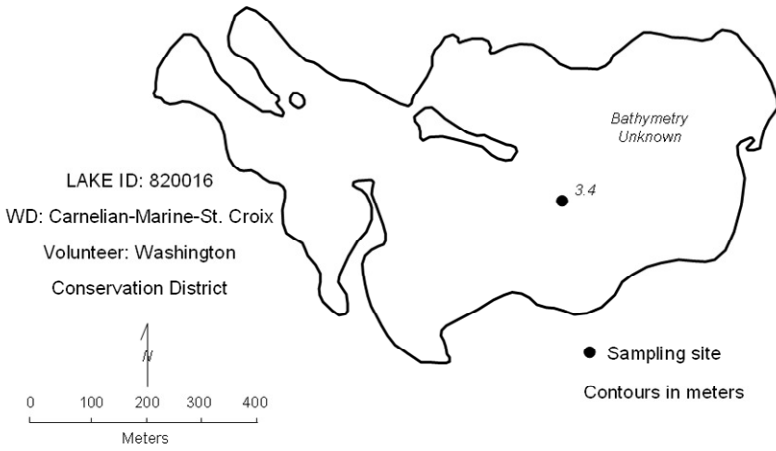 Bathymetry
Unknown
3.4
LAKE ID: 820016
WD: Carnelian-Marine-St. Croix
Volunteer: Washington
Conservation District
N
0 100 200 300 400
Meters
Sampling site
Contours in meters